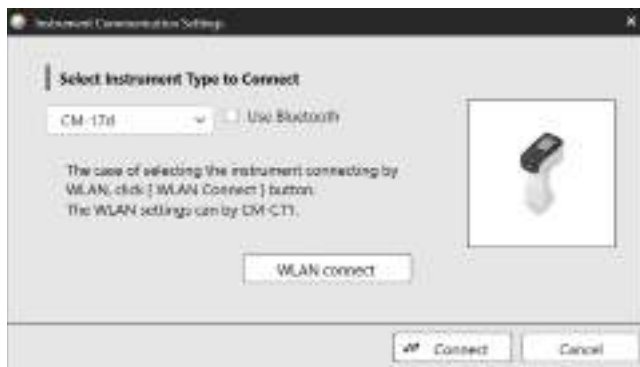 Instrument Communication Settings
Select Instrument Type to Connect
CM-17d
Use Bluetooth
The case of selecting the instrument connecting by
WLAN, click [ WLAN Connect ] button.
The WLAN settings can by CM-CT1.
WLAN connect
Connect
Cancel